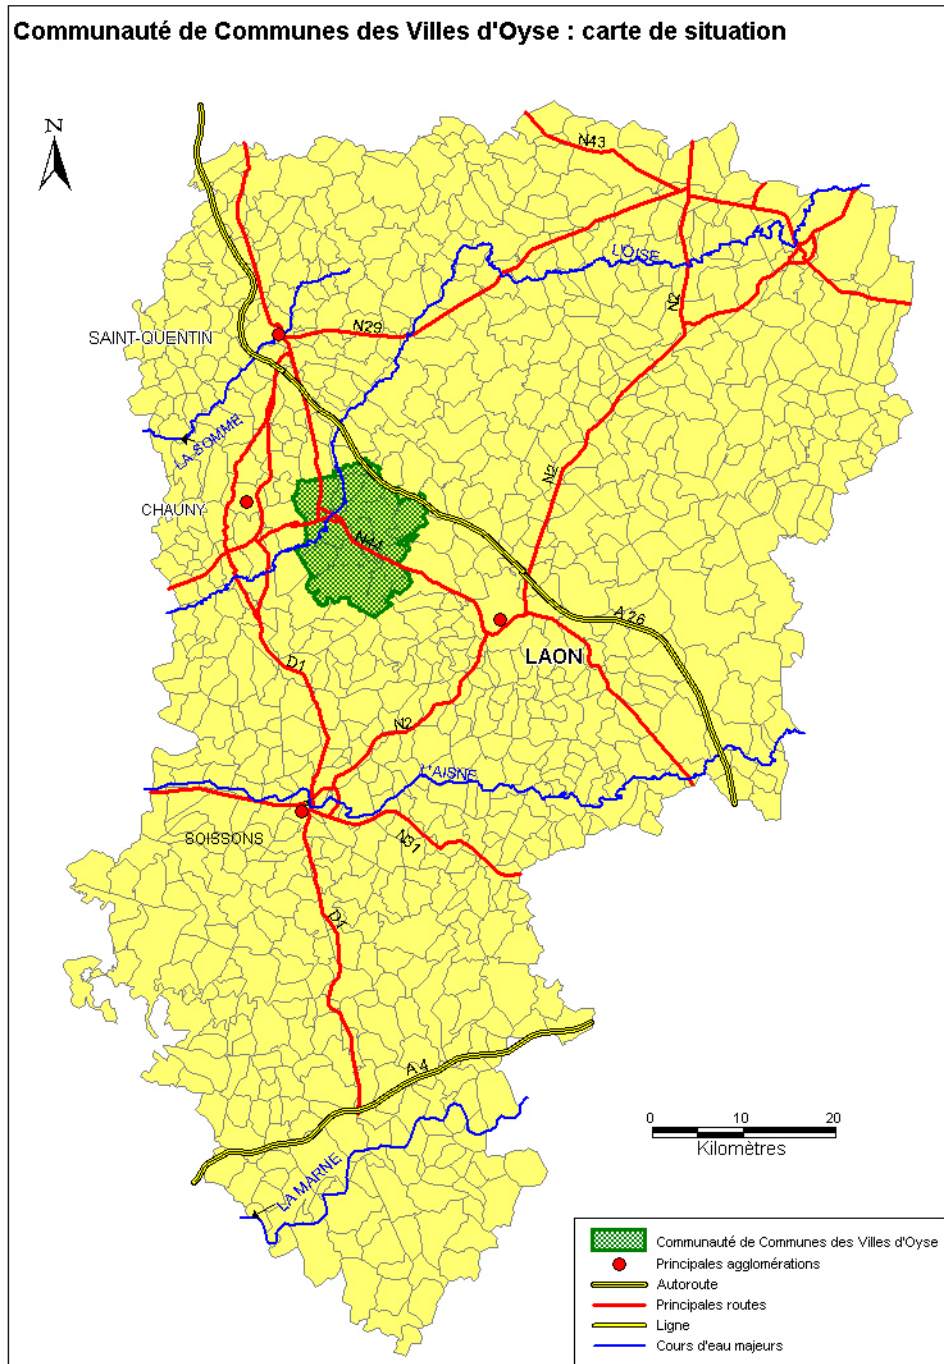 Communauté de Communes des Villes d'Oyse : carte de situation
N
N43
L'OISE
N2
N29
SAINT-QUENTIN
LA SOMME
N2
CHAUNY
N44
A 26
LAON
D1
N2
L'AISNE
SOISSONS
N31
D1
A 4
0 10 20
Kilomètres
LA MARNE
Communauté de Communes des Villes d'Oyse
Principales agglomérations
Autoroute
Principales routes
Ligne
Cours d'eau majeurs